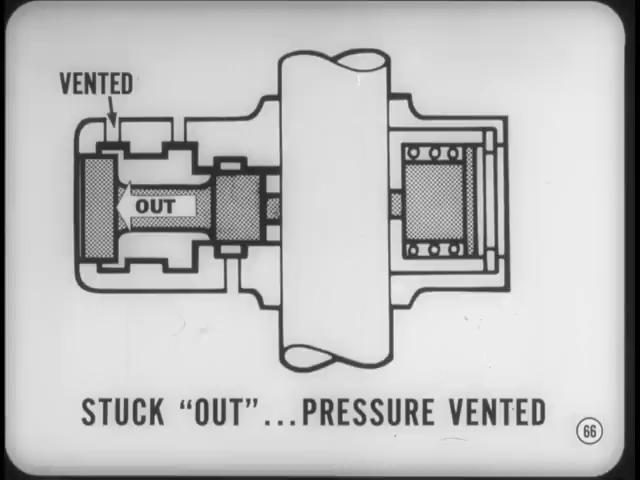 VENTED
OUT
STUCK "OUT"...PRESSURE VENTED
66